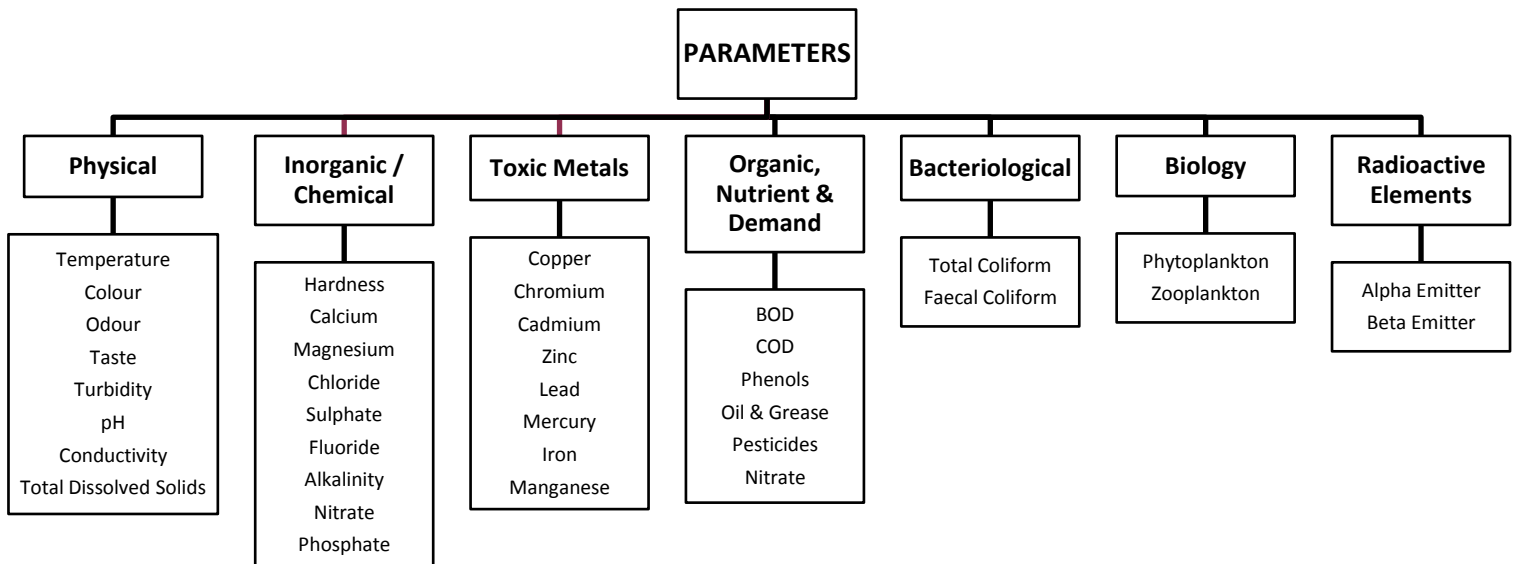 PARAMETERS
Physical
Temperature
Colour
Odour
Taste
Turbidity
pH
Conductivity
Total Dissolved Solids
Inorganic /
Chemical
Hardness
Calcium
Magnesium
Chloride
Sulphate
Fluoride
Alkalinity
Nitrate
Phosphate
Toxic Metals
Copper
Chromium
Cadmium
Zinc
Lead
Mercury
Iron
Manganese
Organic,
Nutrient &
Demand
BOD
COD
Phenols
Oil & Grease
Pesticides
Nitrate
Bacteriological
Total Coliform
Faecal Coliform
Biology
Phytoplankton
Zooplankton
Radioactive
Elements
Alpha Emitter
Beta Emitter